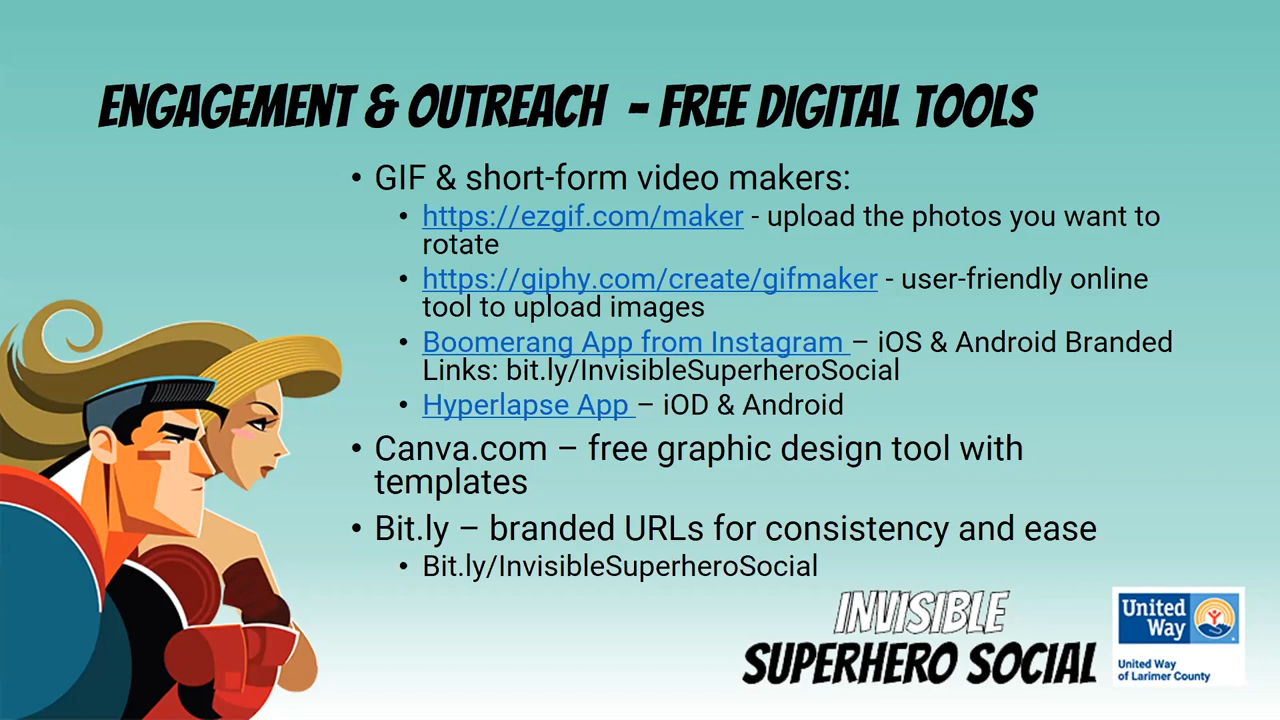 ENGAGEMENT & OUTREACH - FREE DIGITAL TOOLS
• GIF & short-form video makers:
• https://ezgif.com/maker - upload the photos you want to
rotate
• https://giphy.com/create/gifmaker - user-friendly online
tool to upload images
• Boomerang App from Instagram – iOS & Android Branded
Links: bit.ly/InvisibleSuperheroSocial
• Hyperlapse App – iOD & Android
• Canva.com – free graphic design tool with
templates
• Bit.ly – branded URLs for consistency and ease
• Bit.ly/InvisibleSuperheroSocial
INVISIBLE
SUPERHERO SOCIAL
United
Way
United Way
of Larimer County